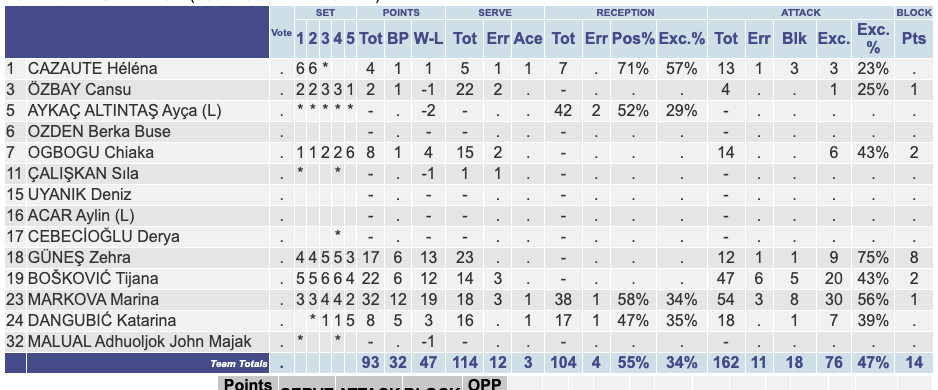 SET POINTS SERVE RECEPTION ATTACK BLOCK
Vote 1 2 3 4 5 Tot BP W-L Tot Err Ace Tot Err Pos% Exc.% Tot Err Blk Exc. Exc. % Pts
1 CAZAUTE Héléna . 6 6 * 4 1 1 5 1 1 7 . 71% 57% 13 1 3 3 23% .
3 ÖZBAY Cansu . 2 2 3 3 1 2 1 -1 22 2 . - . . . 4 . . 1 25% 1
5 AYKAÇ ALTINTAŞ Ayça (L) . * * * * * - . -2 - . . 42 2 52% 29% - . . . . .
6 ÖZDEN Berka Buse . - . . - . . - . . . - . . . . .
7 OGBOGU Chiaka . 1 1 2 2 6 8 1 4 15 2 . - . . . 14 . . 6 43% 2
11 ÇALIŞKAN Sıla . * * - . -1 1 1 . - . . . - . . . . .
15 UYANIK Deniz . - . . - . . - . . . - . . . . .
16 ACAR Aylin (L) . - . . - . . - . . . - . . . . .
17 CEBECİOĞLU Derya . * - . . - . . - . . . - . . . . .
18 GÜNEŞ Zehra . 4 4 5 5 3 17 6 13 23 . . - . . . 12 1 1 9 75% 8
19 BOŠKOVIĆ Tijana . 5 5 6 6 4 22 6 12 14 3 . - . . . 47 6 5 20 43% 2
23 MARKOVA Marina . 3 3 4 4 2 32 12 19 18 3 1 38 1 58% 34% 54 3 8 30 56% 1
24 DANGUBIĆ Katarina . * 1 1 5 8 5 3 16 . 1 17 1 47% 35% 18 . 1 7 39% .
32 MALUAL Adhuoljok John Majak . * * - . -1 - . . - . . . - . . . . .
Team Totals . 93 32 47 114 12 3 104 4 55% 34% 162 11 18 76 47% 14
Points SERVE ATTACK BLOCK OPP